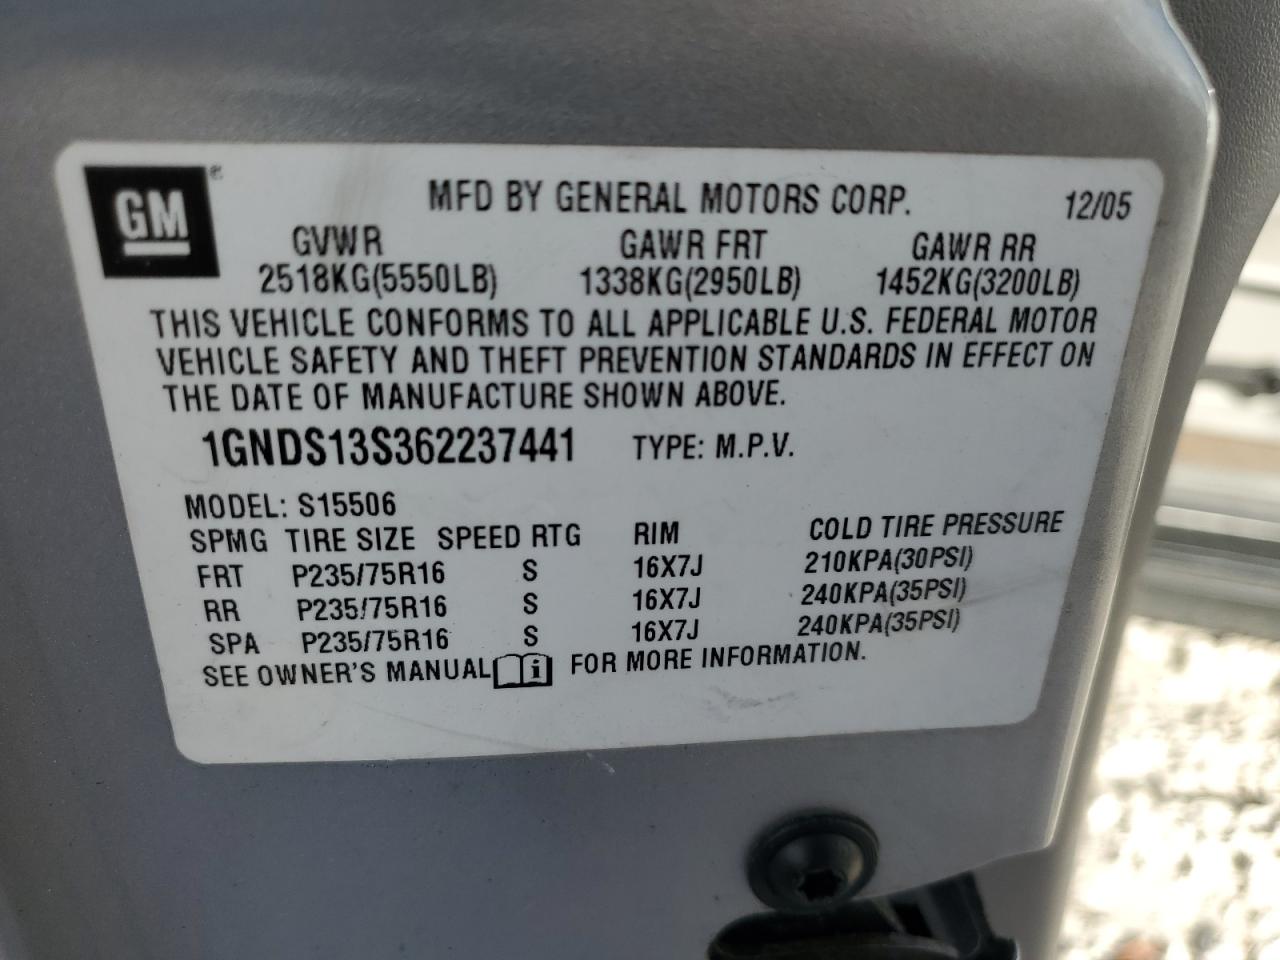 GM®
MFD BY GENERAL MOTORS CORP. 12/05
GVWR GAWR FRT GAWR RR
2518KG(5550LB) 1338KG(2950LB) 1452KG(3200LB)
THIS VEHICLE CONFORMS TO ALL APPLICABLE U.S. FEDERAL MOTOR
VEHICLE SAFETY AND THEFT PREVENTION STANDARDS IN EFFECT ON
THE DATE OF MANUFACTURE SHOWN ABOVE.
1GNDS13S362237441 TYPE: M.P.V.
MODEL: S15506
SPMG TIRE SIZE SPEED RTG RIM COLD TIRE PRESSURE
FRT P235/75R16 S 16X7J 210KPA(30PSI)
RR P235/75R16 S 16X7J 240KPA(35PSI)
SPA P235/75R16 S 16X7J 240KPA(35PSI)
SEE OWNER'S MANUAL i FOR MORE INFORMATION.